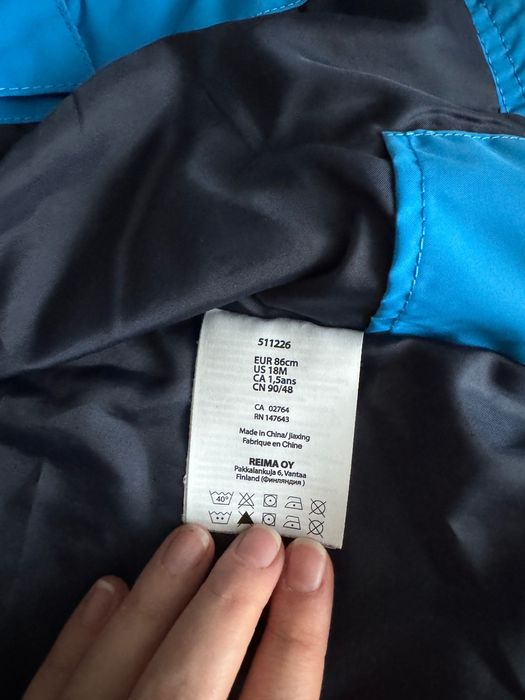 511226
EUR 86cm
US 18M
CA 1,5ans
CN 90/48
CA 02764
RN 147643
Made in China/ Jiaxing
Fabrique en Chine
REIMA OY
Pakkalankuja 6, Vantaa
Finland (Финляндия)
40°